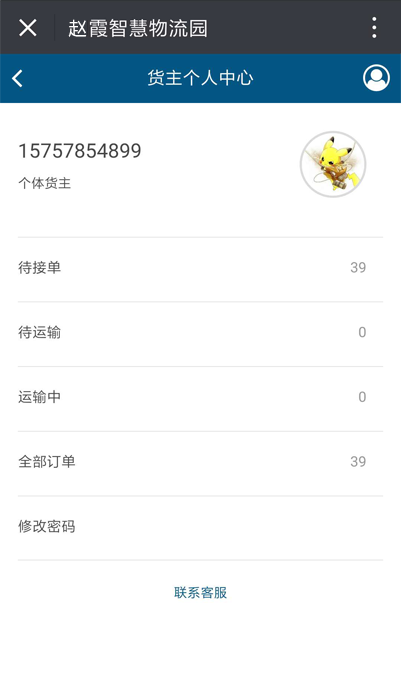 赵霞智慧物流园
货主个人中心
15757854899
个体货主
待接单 39
待运输 0
运输中 0
全部订单 39
修改密码
联系客服